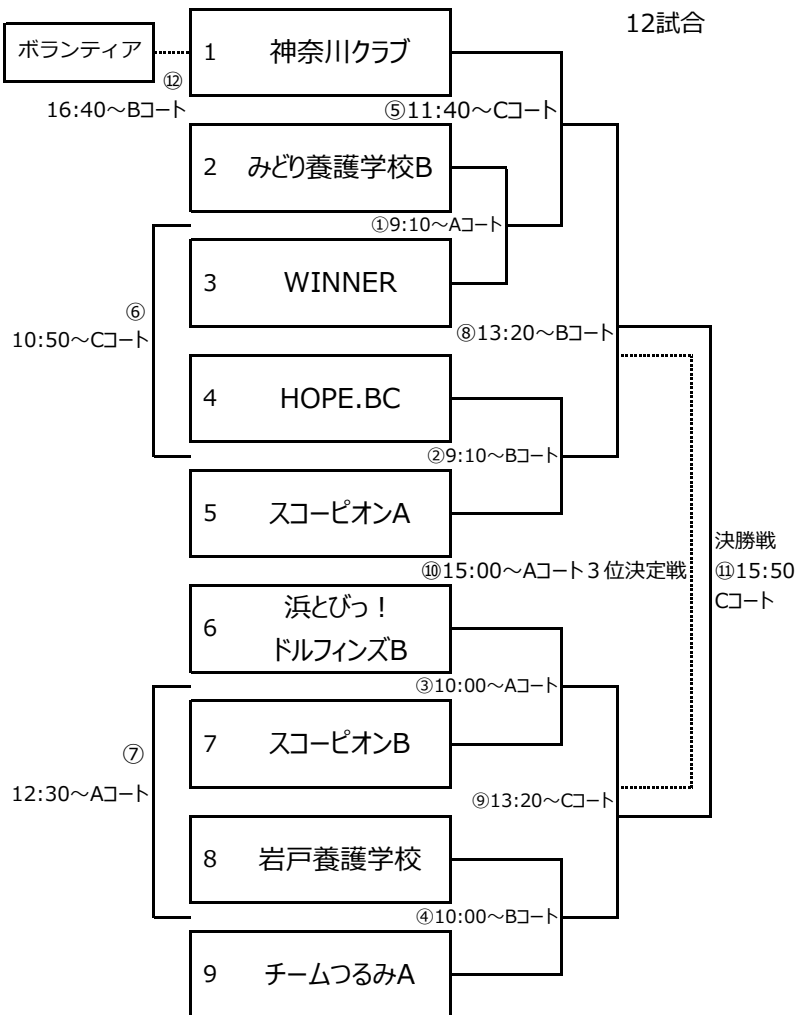 12試合
ボランティア
1 神奈川クラブ
⑫
16:40～Bコート
⑤11:40～Cコート
2 みどり養護学校B
①9:10～Aコート
3 WINNER
⑥
10:50～Cコート
⑧13:20～Bコート
4 HOPE.BC
②9:10～Bコート
5 スコーピオンA
決勝戦
⑩15:00～Aコート３位決定戦
⑪15:50
Cコート
6 浜とびっ！
ドルフィンズB
③10:00～Aコート
7 スコーピオンB
⑦
12:30～Aコート
⑨13:20～Cコート
8 岩戸養護学校
④10:00～Bコート
9 チームつるみA